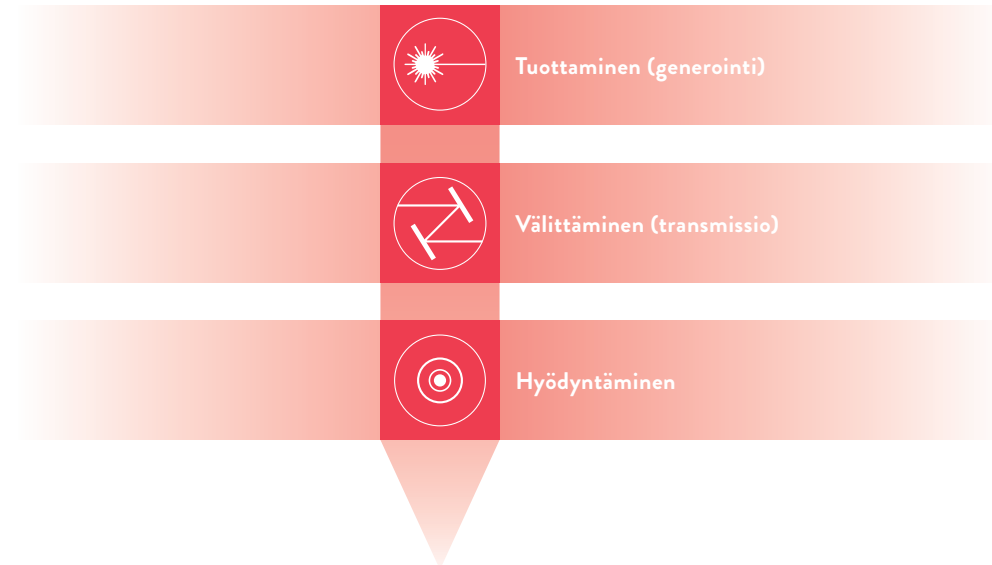 Tuottaminen (generointi)
Välittäminen (transmissio)
Hyödyntäminen